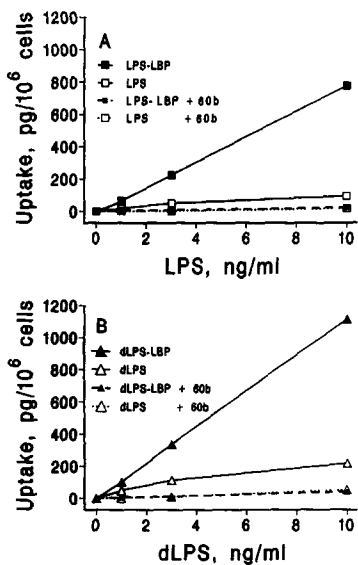 A
LPS-LBP
LPS
LPS-LBP + 60b
LPS + 60b
1200
1000
800
600
400
200
0
Uptake, pg/10⁶ cells
0 2 4 6 8 10
LPS, ng/ml
B
dLPS-LBP
dLPS
dLPS-LBP + 60b
dLPS + 60b
1200
1000
800
600
400
200
0
Uptake, pg/10⁶ cells
0 2 4 6 8 10
dLPS, ng/ml